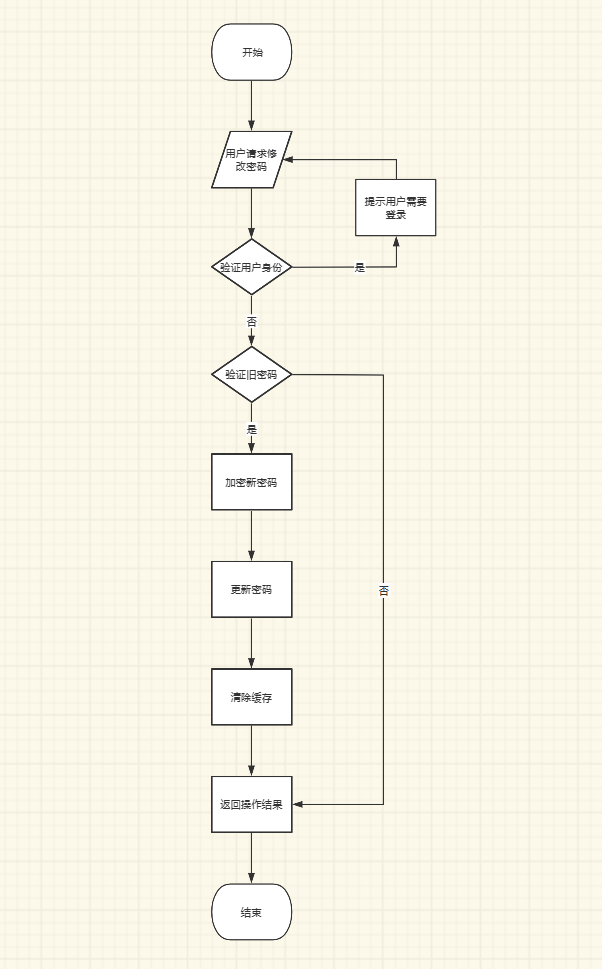 开始
用户请求修
改密码
提示用户需要
登录
验证用户身份
是
否
验证旧密码
是
加密新密码
更新密码
否
清除缓存
返回操作结果
结束